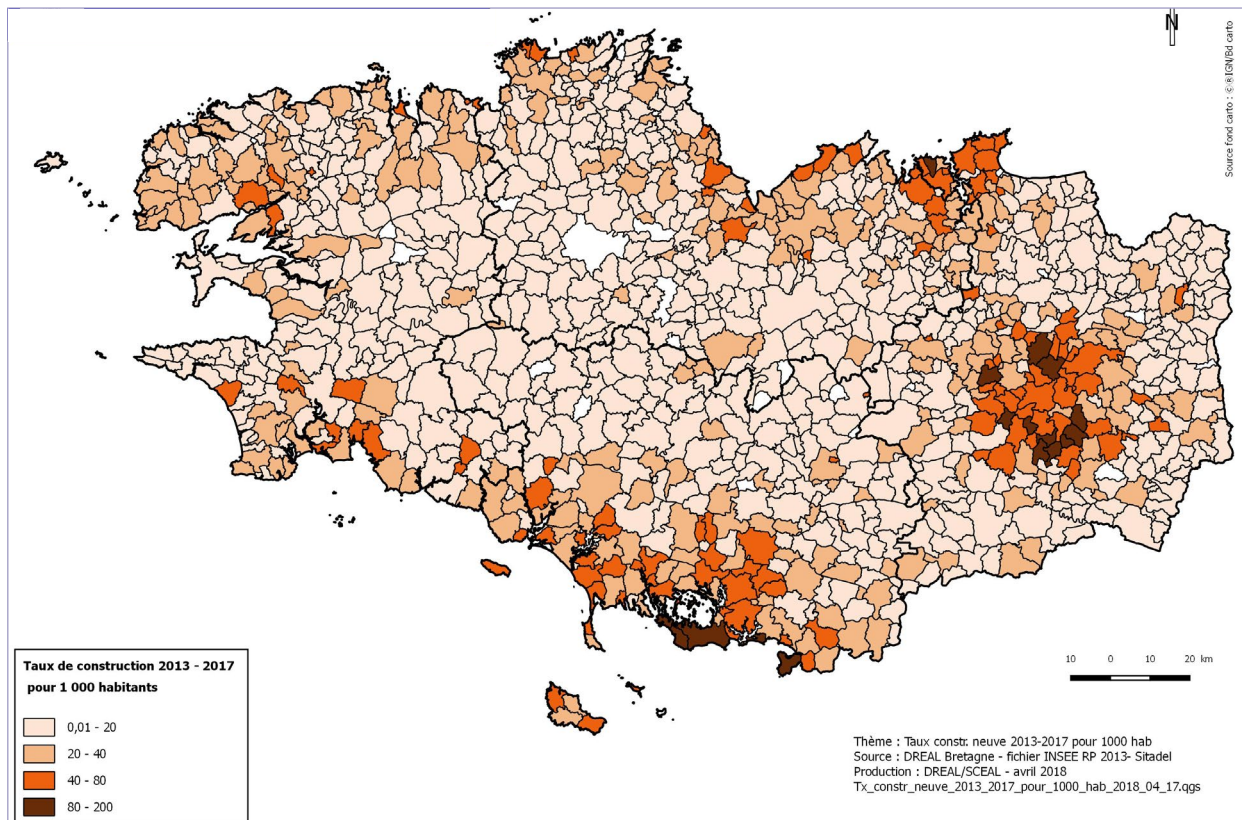 N
Source fond carto : ©®IGN/Bd carto
Taux de construction 2013 - 2017
pour 1 000 habitants
0,01 - 20
20 - 40
40 - 80
80 - 200
10 0 10 20 km
Thème : Taux constr. neuve 2013-2017 pour 1000 hab
Source : DREAL Bretagne - fichier INSEE RP 2013- Sitadel
Production : DREAL/SCEAL - avril 2018
Tx_constr_neuve_2013_2017_pour_1000_hab_2018_04_17.qgs